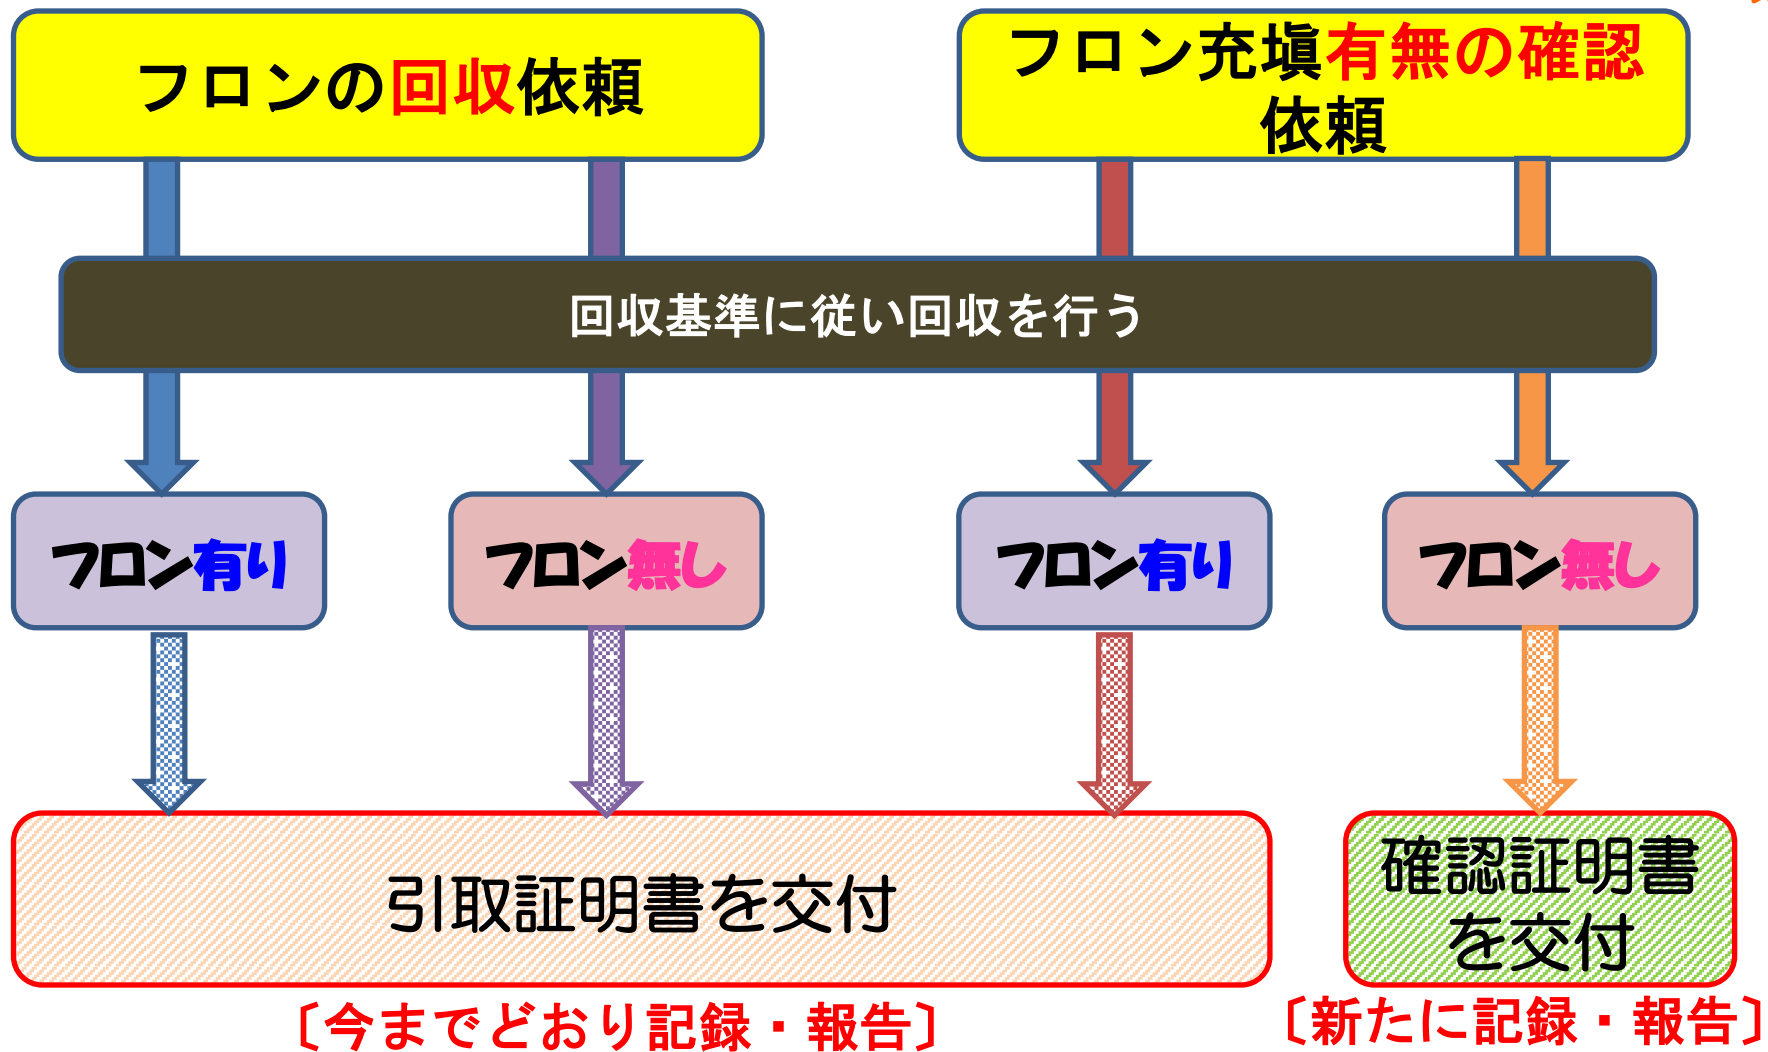 フロンの回収依頼
フロン充塡有無の確認
依頼
回収基準に従い回収を行う
フロン有り
フロン無し
フロン有り
フロン無し
引取証明書を交付
確認証明書
を交付
〔今までどおり記録・報告〕
〔新たに記録・報告〕